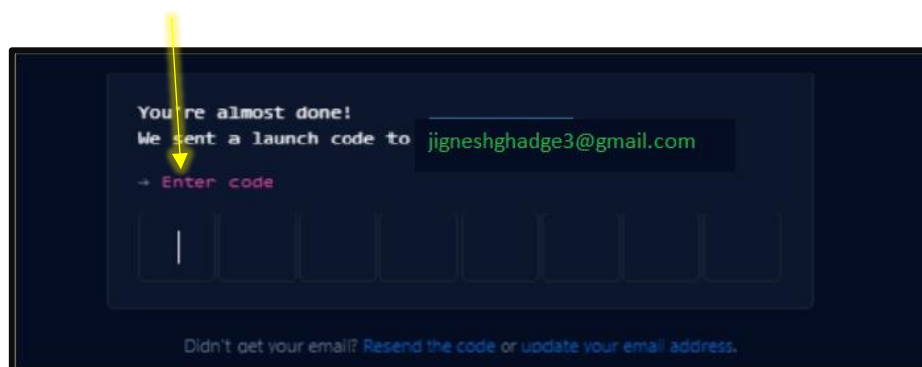 You're almost done!
We sent a launch code to jigneshghadge3@gmail.com
→ Enter code
Didn't get your email? Resend the code or update your email address.